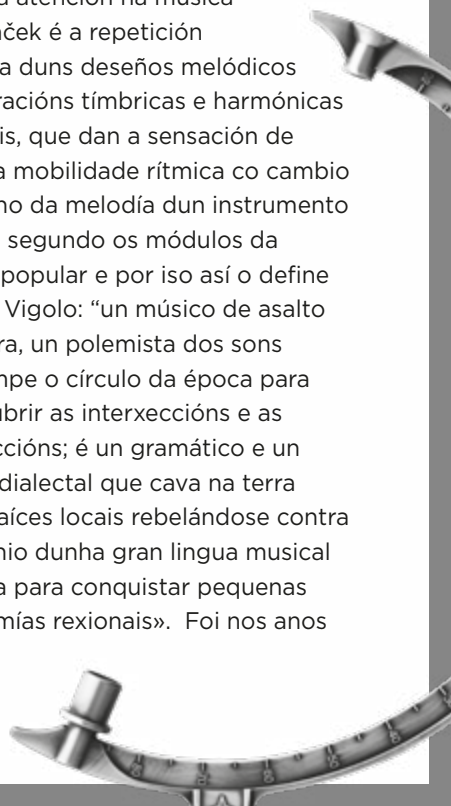 atención na música
ček é a repetición
a duns deseños melódicos
racións tímbricas e harmónicas
is, que dan a sensación de
a mobilidade rítmica co cambio
mo da melodía dun instrumento
segundo os módulos da
popular e por iso así o define
Vigolo: “un músico de asalto
ra, un polemista dos sons
mpe o círculo da época para
ubrir as interxeccións e as
ccións; é un gramático e un
dialectal que cava na terra
aíces locais rebelándose contra
nio dunha gran lingua musical
a para conquistar pequenas
mías rexionais». Foi nos anos